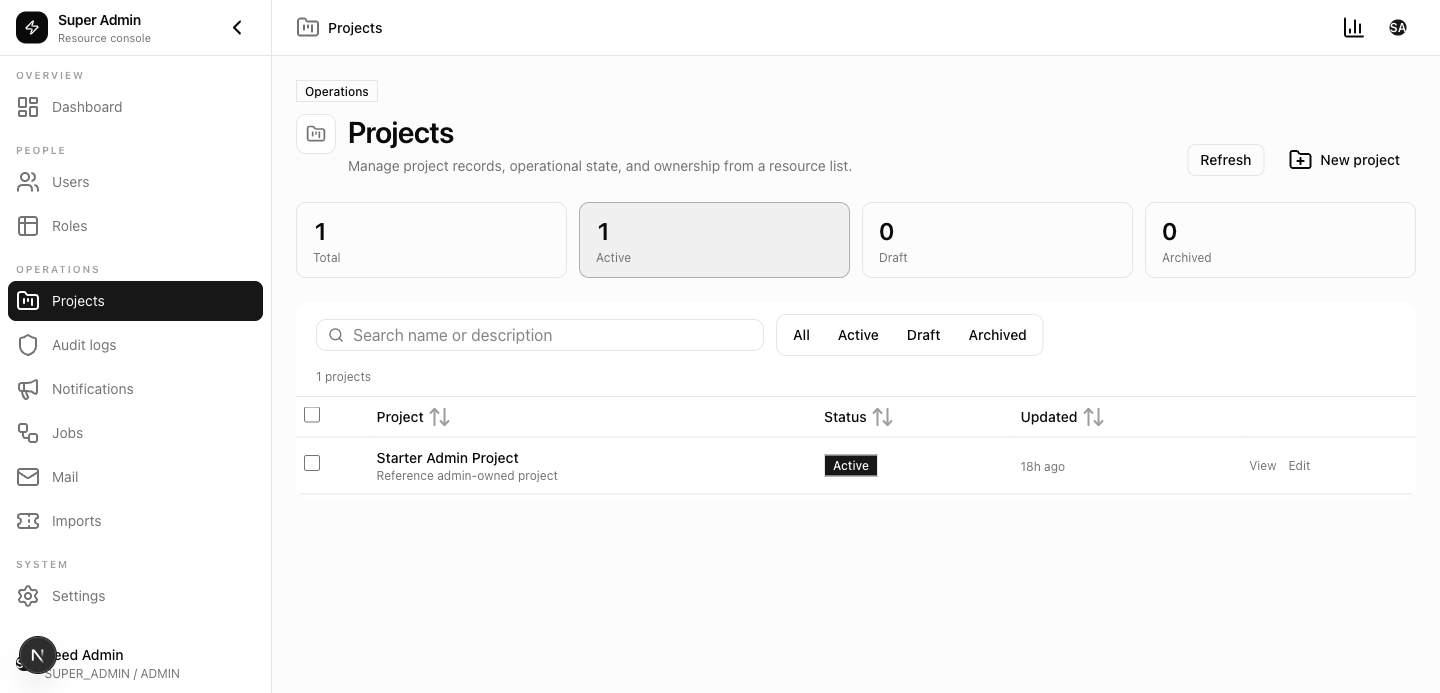 Super Admin
Resource console
OVERVIEW
Dashboard
PEOPLE
Users
Roles
OPERATIONS
Projects
Audit logs
Notifications
Jobs
Mail
Imports
SYSTEM
Settings
eed Admin
SUPER_ADMIN / ADMIN
Projects
SA
Operations
Projects
Manage project records, operational state, and ownership from a resource list.
Refresh
New project
1
Total
1
Active
0
Draft
0
Archived
Search name or description
All Active Draft Archived
1 projects
Project Status Updated
Starter Admin Project
Reference admin-owned project
Active
18h ago
View Edit
N